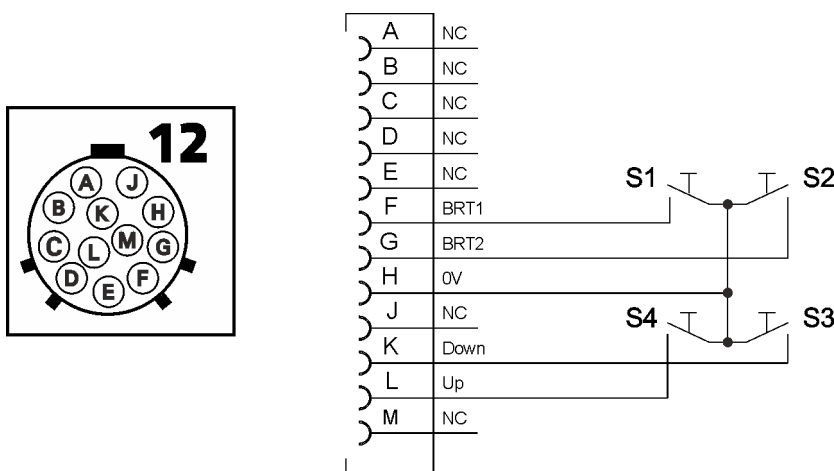 12
A J
B K H
C L M G
D F
E
A NC
B NC
C NC
D NC
E NC
S1 S2
F BRT1
G BRT2
H 0V
J NC
S4 S3
K Down
L Up
M NC